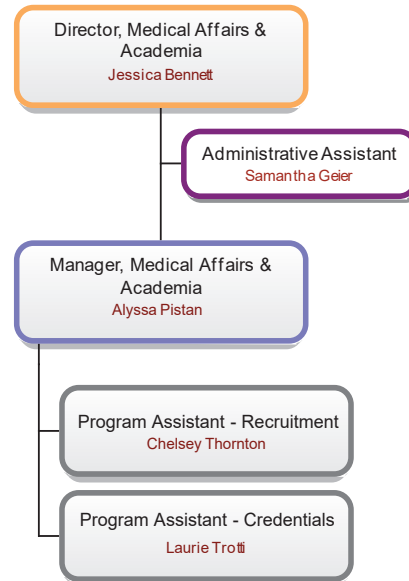 Director, Medical Affairs &
Academia
Jessica Bennett
Administrative Assistant
Samantha Geier
Manager, Medical Affairs &
Academia
Alyssa Pistan
Program Assistant - Recruitment
Chelsey Thornton
Program Assistant - Credentials
Laurie Trotti